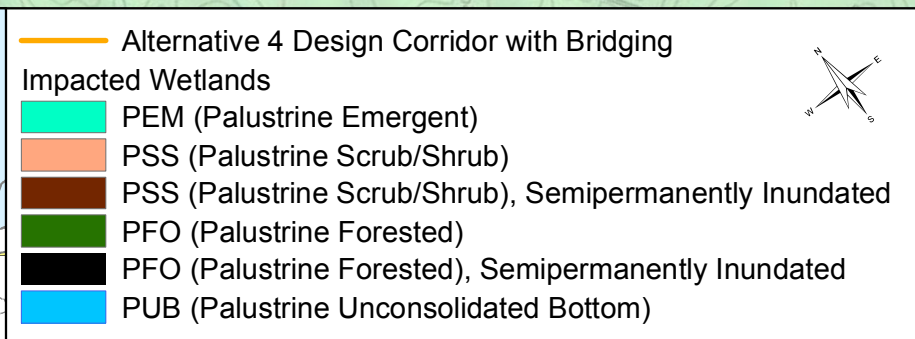 Alternative 4 Design Corridor with Bridging
Impacted Wetlands
PEM (Palustrine Emergent)
PSS (Palustrine Scrub/Shrub)
PSS (Palustrine Scrub/Shrub), Semipermanently Inundated
PFO (Palustrine Forested)
PFO (Palustrine Forested), Semipermanently Inundated
PUB (Palustrine Unconsolidated Bottom)
N
E
W
S